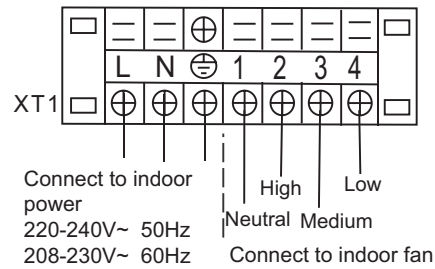 L N 1 2 3 4
XT1
Connect to indoor
power
220-240V~ 50Hz
208-230V~ 60Hz
High
Low
Neutral Medium
Connect to indoor fan